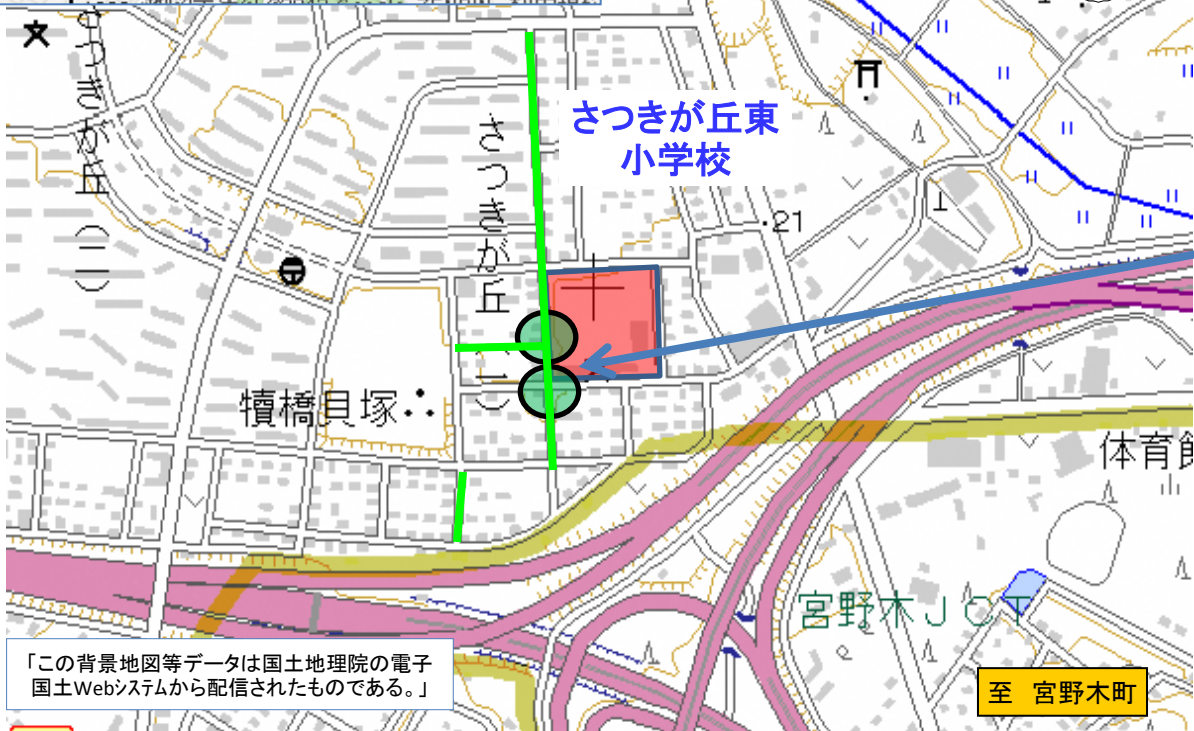 さつきが丘(二)
さつきが丘東
小学校
さつきが丘(一)
・21
犢橋貝塚
体育館
宮野木JCT
「この背景地図等データは国土地理院の電子
国土Webシステムから配信されたものである。」
至 宮野木町